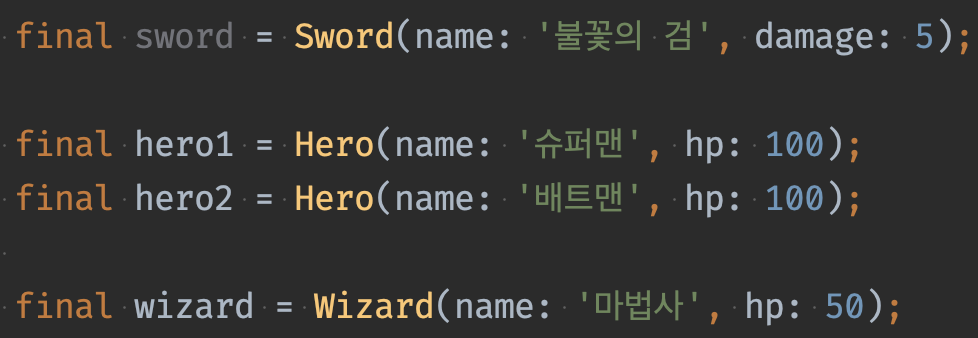 final sword = Sword(name: '불꽃의 검', damage: 5);
final hero1 = Hero(name: '슈퍼맨', hp: 100);
final hero2 = Hero(name: '배트맨', hp: 100);
final wizard = Wizard(name: '마법사', hp: 50);